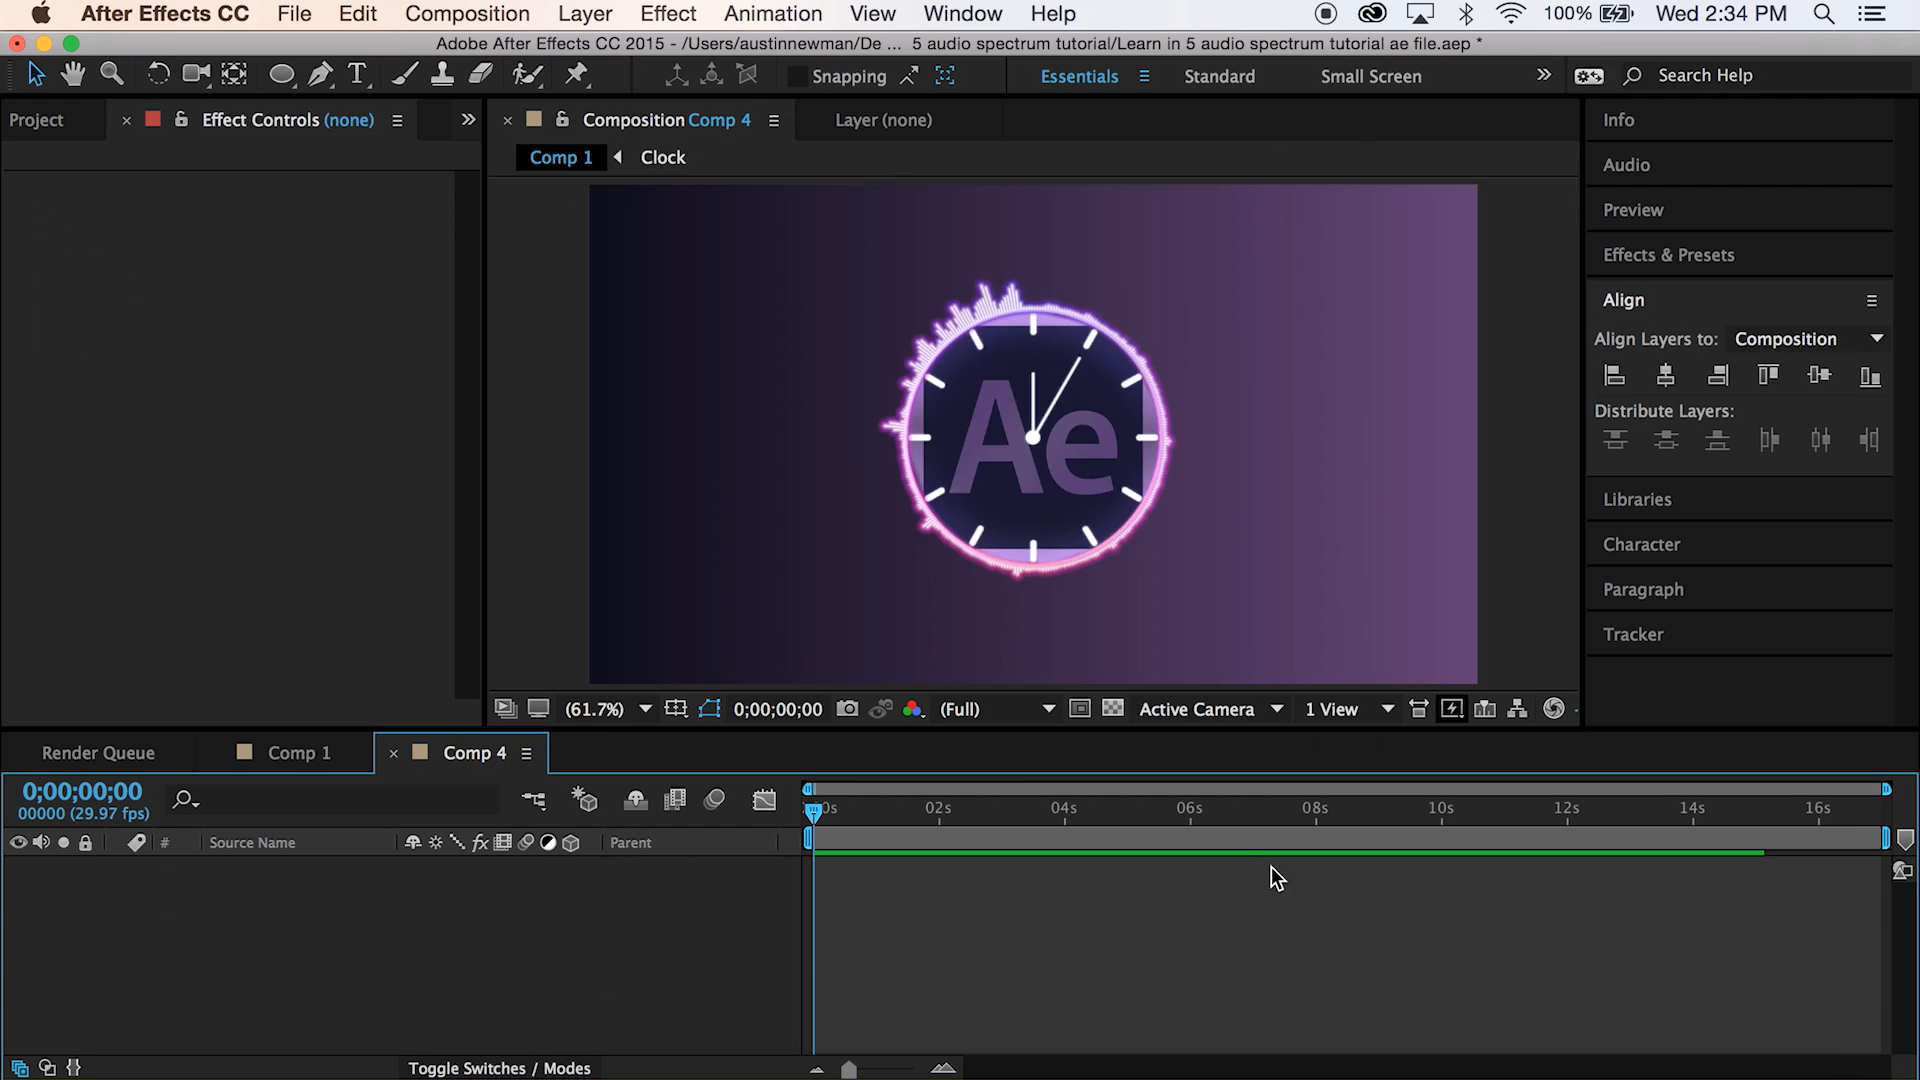 After Effects CC File Edit Composition Layer Effect Animation View Window Help 100% Wed 2:34 PM
Adobe After Effects CC 2015 - /Users/austinnewman/De ... 5 audio spectrum tutorial/Learn in 5 audio spectrum tutorial ae file.aep *
T Snapping Essentials Standard Small Screen Search Help
Project Effect Controls (none) Composition Comp 4 Layer (none)
Comp 1 Clock
Ae
Info
Audio
Preview
Effects & Presets
Align
Align Layers to: Composition
Distribute Layers:
Libraries
Character
Paragraph
Tracker
(61.7%) 0;00;00;00 (Full) Active Camera 1 View
Render Queue Comp 1 Comp 4
0;00;00;00
00000 (29.97 fps)
0s 02s 04s 06s 08s 10s 12s 14s 16s
# Source Name fx Parent
Toggle Switches / Modes